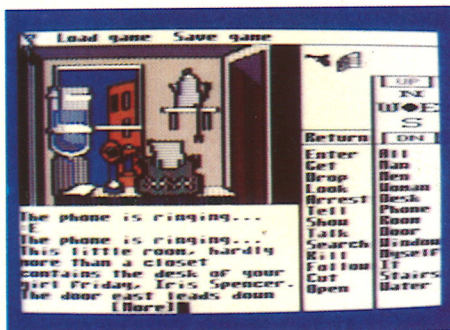 Load game Save game
UP
N
W E
S
Return DN
Enter All
Get Man
Drop Men
Look Woman
Arrest Desk
Tell Phone
Show Room
Talk Door
Search Window
Kill Myself
Follow It
Cut Stairs
Open Water
The phone is ringing...
E
The phone is ringing...
This little room, hardly
more than a closet
contains the desk of your
girl friday, Iris Spencer.
The door east leads down
[More]